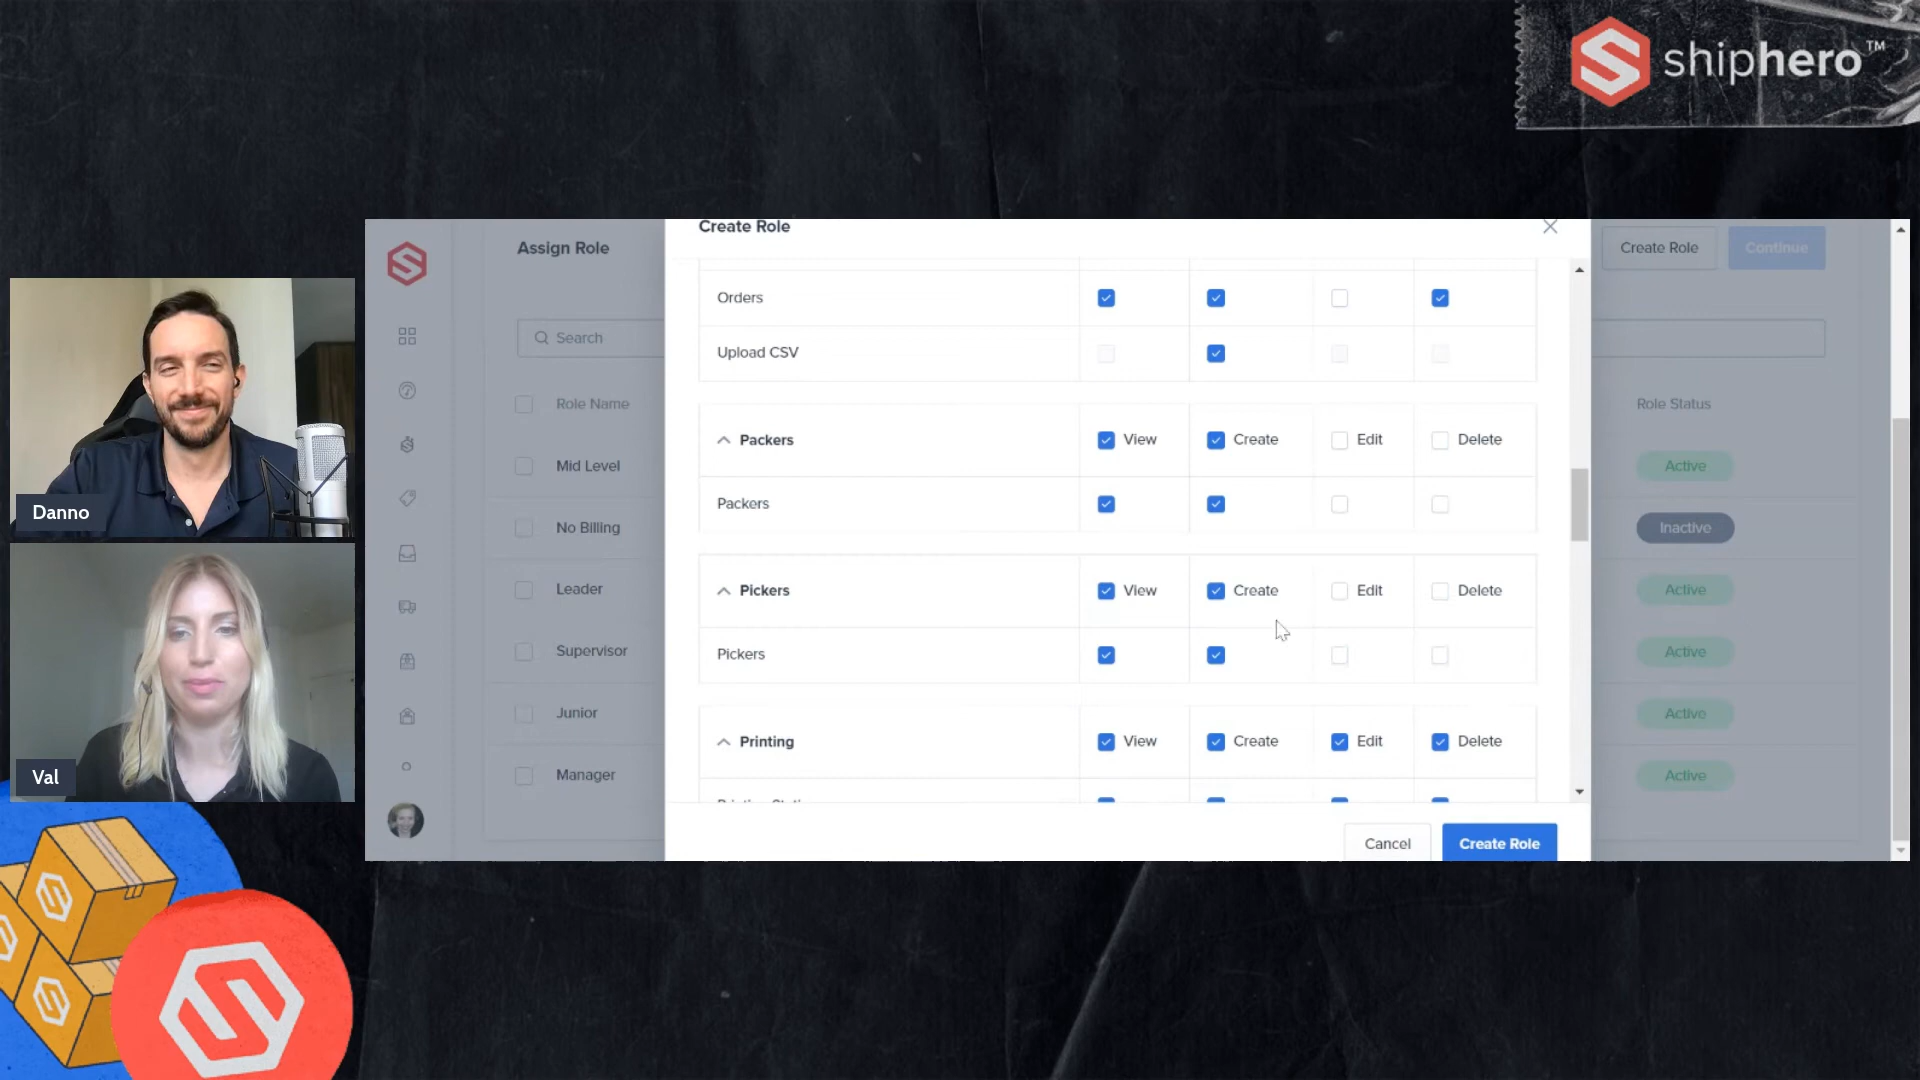 shiphero™
Create Role
Assign Role
Create Role
Continue
Orders
Search
Upload CSV
Role Name
Role Status
Packers
View
Create
Edit
Delete
Mid Level
Active
Packers
Danno
No Billing
Inactive
Pickers
View
Create
Edit
Delete
Leader
Active
Supervisor
Pickers
Active
Junior
Active
Printing
View
Create
Edit
Delete
Val
Manager
Active
Cancel
Create Role